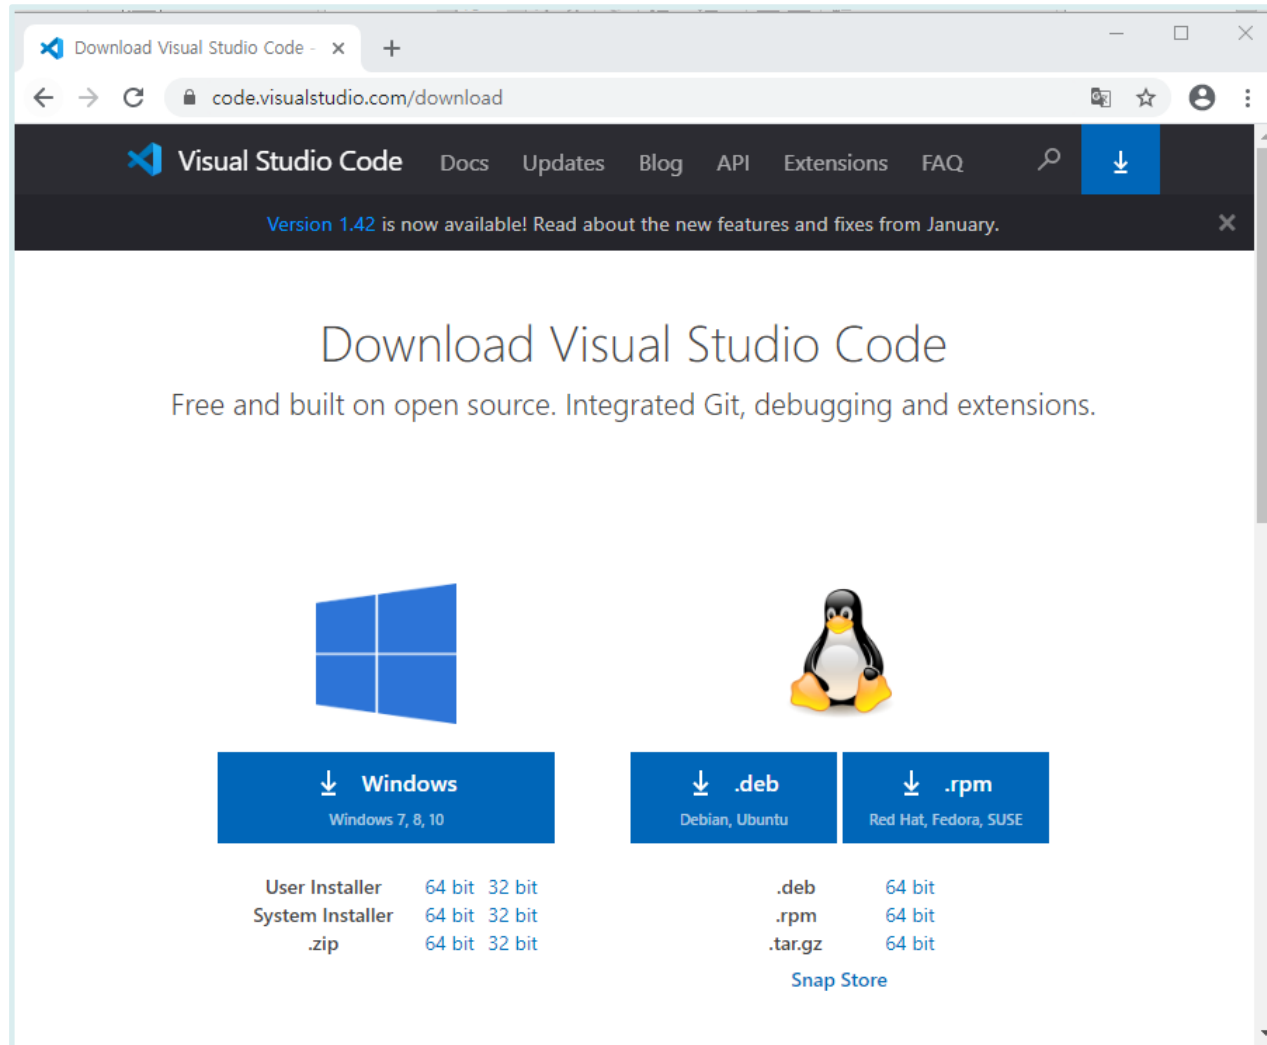 Download Visual Studio Code -
code.visualstudio.com/download
Visual Studio Code Docs Updates Blog API Extensions FAQ
Version 1.42 is now available! Read about the new features and fixes from January.
Download Visual Studio Code
Free and built on open source. Integrated Git, debugging and extensions.
Windows
Windows 7, 8, 10
.deb
Debian, Ubuntu
.rpm
Red Hat, Fedora, SUSE
User Installer 64 bit 32 bit
System Installer 64 bit 32 bit
.zip 64 bit 32 bit
.deb 64 bit
.rpm 64 bit
.tar.gz 64 bit
Snap Store